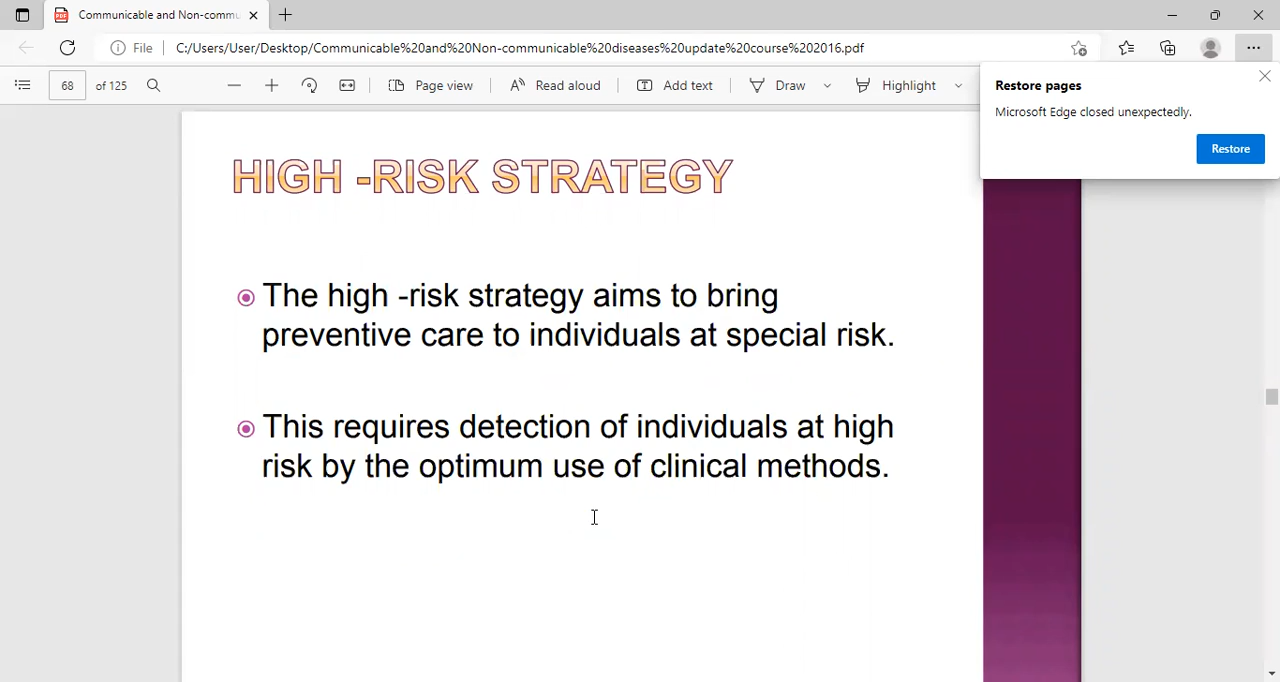 Communicable and Non-commu
File
C:/Users/User/Desktop/Communicable%20and%20Non-communicable%20diseases%20update%20course%202016.pdf
68 of 125
Page view
Read aloud
Add text
Draw
Highlight
Restore pages
Microsoft Edge closed unexpectedly.
Restore
HIGH -RISK STRATEGY
The high -risk strategy aims to bring
preventive care to individuals at special risk.
This requires detection of individuals at high
risk by the optimum use of clinical methods.